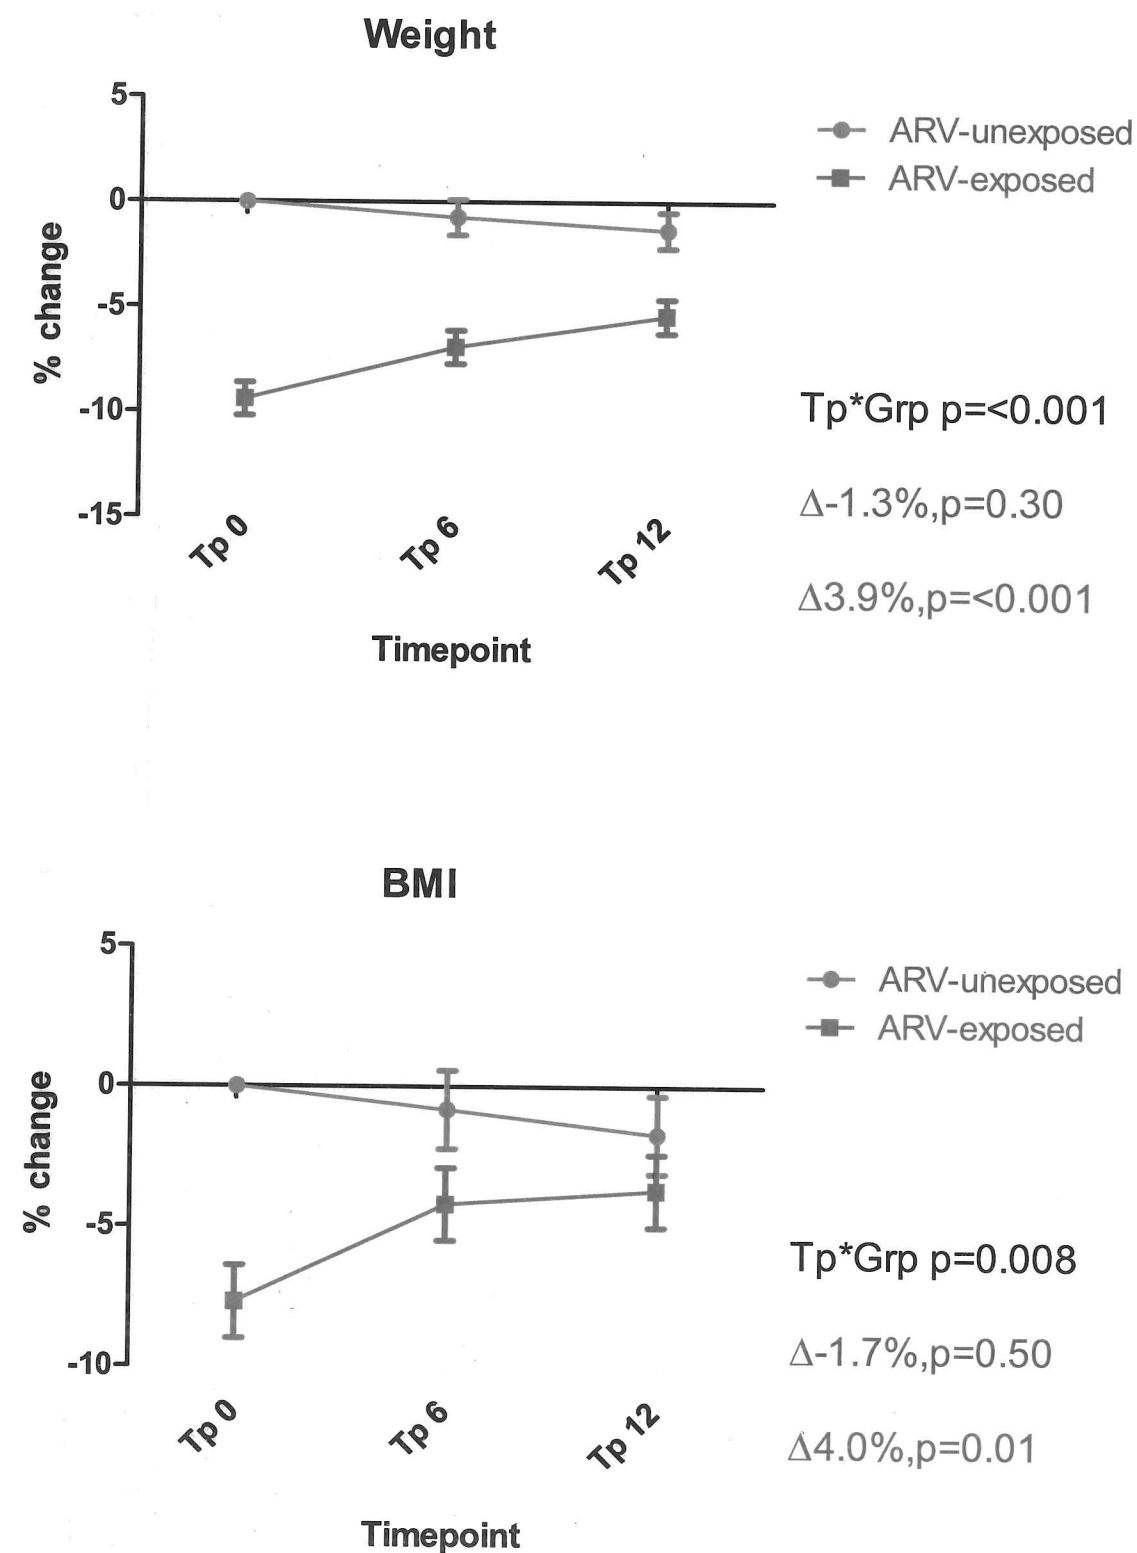 Weight
5
0
-5
-10
-15
% change
Tp 0
Tp 6
Tp 12
Timepoint
ARV-unexposed
ARV-exposed
Tp*Grp p=<0.001
Δ-1.3%,p=0.30
Δ3.9%,p=<0.001
BMI
5
0
-5
-10
% change
Tp 0
Tp 6
Tp 12
Timepoint
ARV-unexposed
ARV-exposed
Tp*Grp p=0.008
Δ-1.7%,p=0.50
Δ4.0%,p=0.01